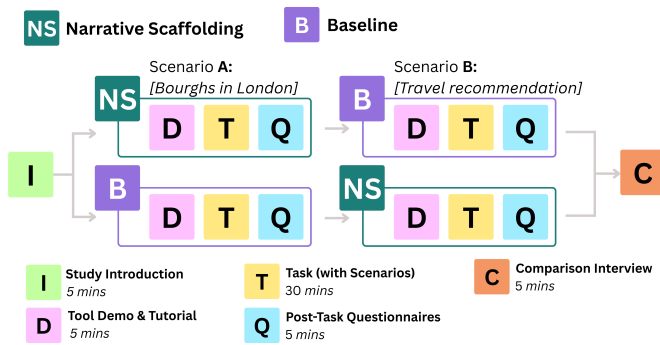 NS Narrative Scaffolding
B Baseline
Scenario A:
[Bourghs in London]
Scenario B:
[Travel recommendation]
NS
D T Q
B
D T Q
I
B
D T Q
NS
D T Q
C
I Study Introduction
5 mins
T Task (with Scenarios)
30 mins
C Comparison Interview
5 mins
D Tool Demo & Tutorial
5 mins
Q Post-Task Questionnaires
5 mins